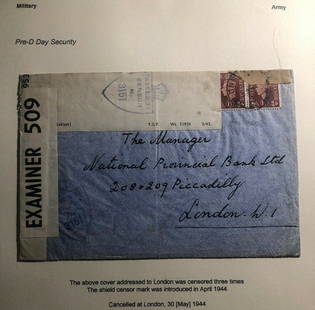 Military
Army
Pre-D Day Security
EXAMINER 509
3151
The Manager
National Provincial Bank Ltd
208 & 209 Piccadilly
London. W.1
The above cover addressed to London was censored three times
The shield censor mark was introduced in April 1944
Cancelled at London, 30 [May] 1944